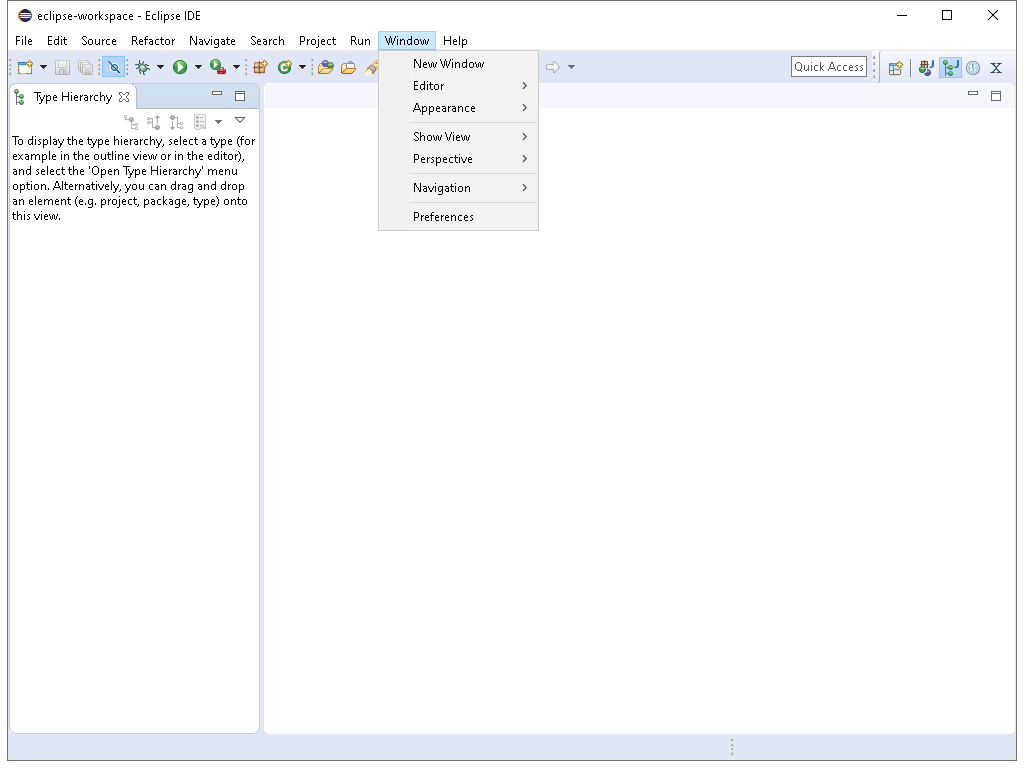 eclipse-workspace - Eclipse IDE
File Edit Source Refactor Navigate Search Project Run Window Help
Quick Access
X
New Window
Editor
Appearance
Show View
Perspective
Navigation
Preferences
Type Hierarchy
To display the type hierarchy, select a type (for
example in the outline view or in the editor),
and select the 'Open Type Hierarchy' menu
option. Alternatively, you can drag and drop
an element (e.g. project, package, type) onto
this view.